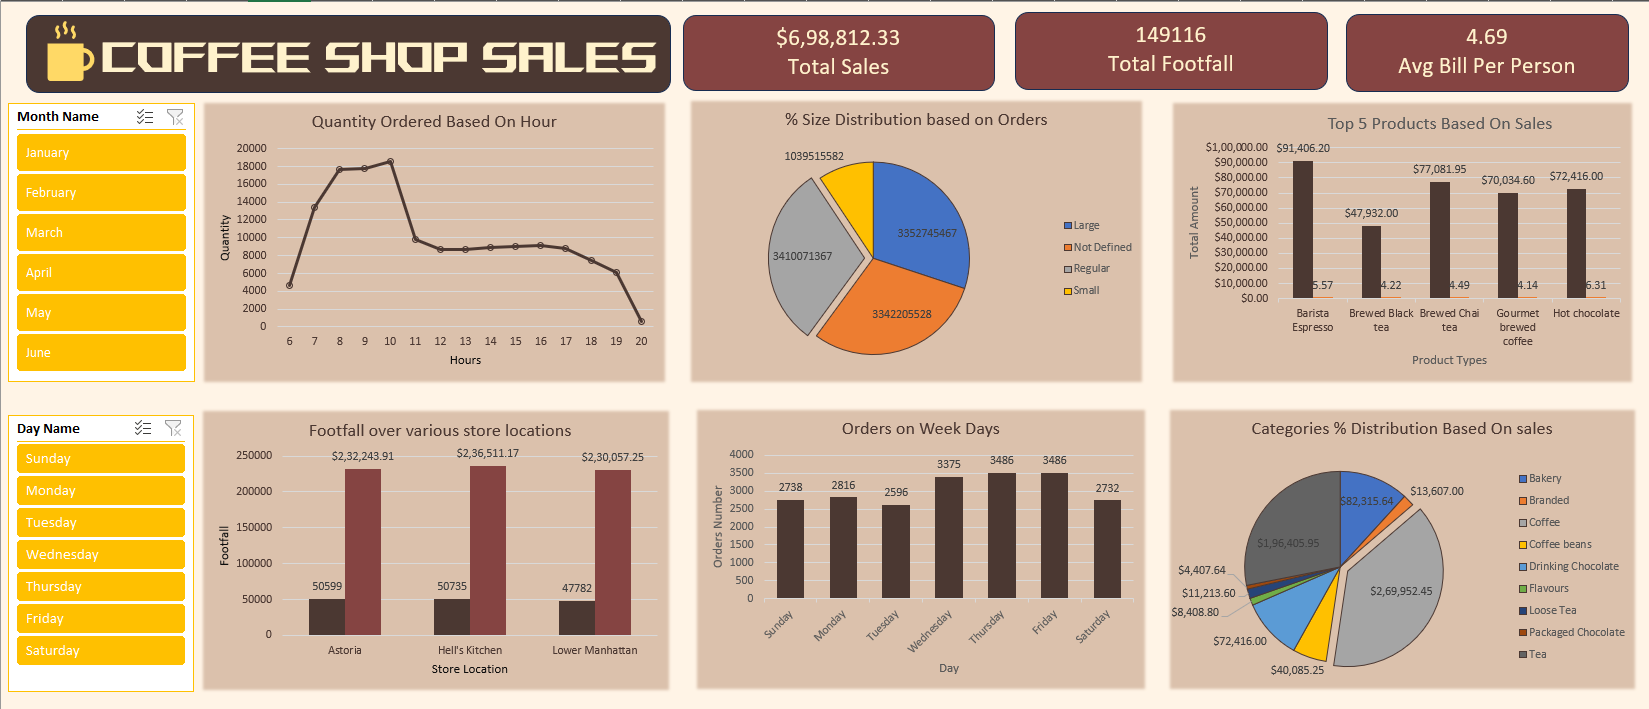 COFFEE SHOP SALES
$6,98,812.33
Total Sales
149116
Total Footfall
4.69
Avg Bill Per Person
Month Name
January
February
March
April
May
June
Quantity Ordered Based On Hour
Quantity
20000
18000
16000
14000
12000
10000
8000
6000
4000
2000
0
6 7 8 9 10 11 12 13 14 15 16 17 18 19 20
Hours
% Size Distribution based on Orders
1039515582
3352745467
3410071367
3342205528
Large
Not Defined
Regular
Small
Top 5 Products Based On Sales
Total Amount
$1,00,000.00
$90,000.00
$80,000.00
$70,000.00
$60,000.00
$50,000.00
$40,000.00
$30,000.00
$20,000.00
$10,000.00
$0.00
$91,406.20
$47,932.00
$77,081.95
$70,034.60
$72,416.00
5.57 4.22 4.49 4.14 6.31
Barista Espresso
Brewed Black tea
Brewed Chai tea
Gourmet brewed coffee
Hot chocolate
Product Types
Day Name
Sunday
Monday
Tuesday
Wednesday
Thursday
Friday
Saturday
Footfall over various store locations
Footfall
250000
200000
150000
100000
50000
0
$2,32,243.91
$2,36,511.17
$2,30,057.25
50599
50735
47782
Astoria
Hell's Kitchen
Lower Manhattan
Store Location
Orders on Week Days
Orders Number
4000
3500
3000
2500
2000
1500
1000
500
0
2738 2816 2596 3375 3486 3486 2732
Sunday Monday Tuesday Wednesday Thursday Friday Saturday
Day
Categories % Distribution Based On sales
$82,315.64
$13,607.00
$2,69,952.45
$40,085.25
$72,416.00
$8,408.80
$11,213.60
$4,407.64
$1,96,405.95
Bakery
Branded
Coffee
Coffee beans
Drinking Chocolate
Flavours
Loose Tea
Packaged Chocolate
Tea